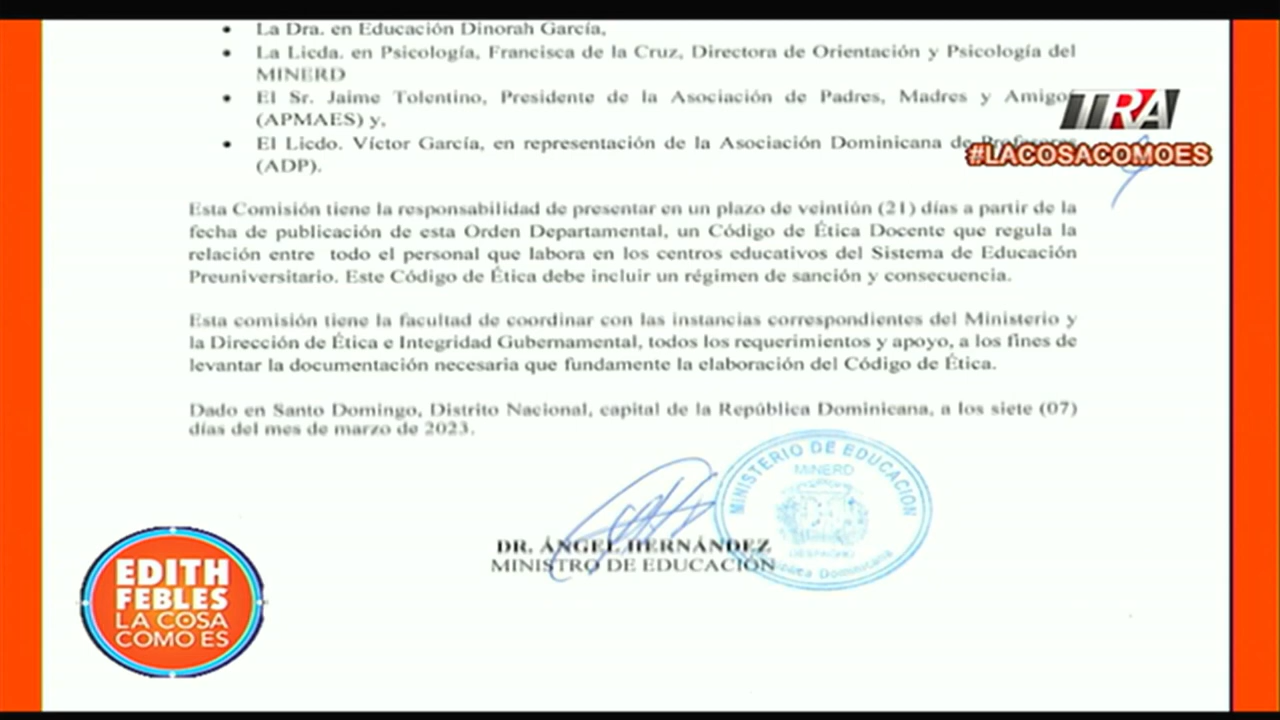 • La Dra. en Educación Dinorah García,
• La Licda. en Psicología, Francisca de la Cruz, Directora de Orientación y Psicología del
MINERD
• El Sr. Jaime Tolentino, Presidente de la Asociación de Padres, Madres y Amigos
(APMAES) y,
TRA
• El Licdo. Víctor García, en representación de la Asociación Dominicana de Profesores
#LACOSACOMOES
(ADP).
Esta Comisión tiene la responsabilidad de presentar en un plazo de veintiún (21) días a partir de la
fecha de publicación de esta Orden Departamental, un Código de Ética Docente que regula la
relación entre todo el personal que labora en los centros educativos del Sistema de Educación
Preuniversitario. Este Código de Ética debe incluir un régimen de sanción y consecuencia.
Esta comisión tiene la facultad de coordinar con las instancias correspondientes del Ministerio y
la Dirección de Ética e Integridad Gubernamental, todos los requerimientos y apoyo, a los fines de
levantar la documentación necesaria que fundamente la elaboración del Código de Ética.
Dado en Santo Domingo, Distrito Nacional, capital de la República Dominicana, a los siete (07)
días del mes de marzo de 2023.
MINISTERIO DE EDUCACIÓN
MINERD
DESPACHO
República Dominicana
DR. ÁNGEL HERNÁNDEZ
MINISTRO DE EDUCACIÓN
EDITH
FEBLES
LA COSA
COMO ES